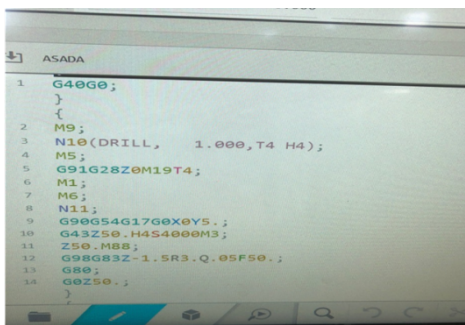 ASADA
1 G40G0;
}
{
2 M9;
3 N10(DRILL, 1.000,T4 H4);
4 M5;
5 G91G28Z0M19T4;
6 M1;
7 M6;
8 N11;
9 G90G54G17G0X0Y5.;
10 G43Z50.H4S4000M3;
11 Z50.M88;
12 G98G83Z-1.5R3.Q.05F50.;
13 G80;
14 G0Z50.;
}